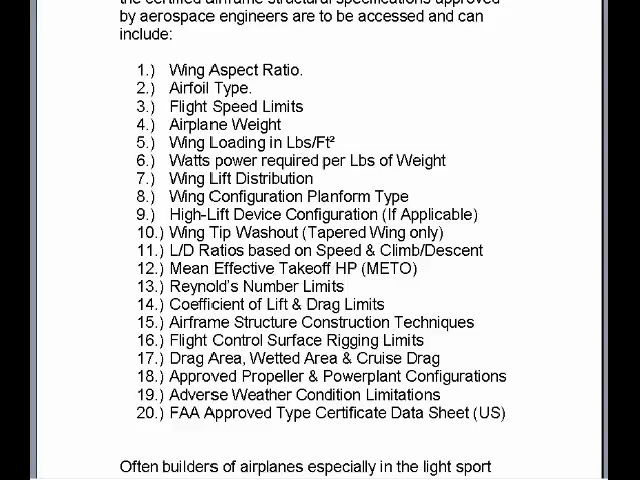 the certified airframe structural specifications approved
by aerospace engineers are to be accessed and can
include:
1.) Wing Aspect Ratio.
2.) Airfoil Type.
3.) Flight Speed Limits
4.) Airplane Weight
5.) Wing Loading in Lbs/Ft²
6.) Watts power required per Lbs of Weight
7.) Wing Lift Distribution
8.) Wing Configuration Planform Type
9.) High-Lift Device Configuration (If Applicable)
10.) Wing Tip Washout (Tapered Wing only)
11.) L/D Ratios based on Speed & Climb/Descent
12.) Mean Effective Takeoff HP (METO)
13.) Reynold's Number Limits
14.) Coefficient of Lift & Drag Limits
15.) Airframe Structure Construction Techniques
16.) Flight Control Surface Rigging Limits
17.) Drag Area, Wetted Area & Cruise Drag
18.) Approved Propeller & Powerplant Configurations
19.) Adverse Weather Condition Limitations
20.) FAA Approved Type Certificate Data Sheet (US)
Often builders of airplanes especially in the light sport